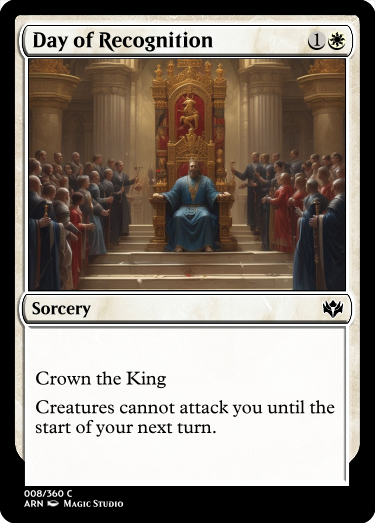 Day of Recognition 1
Sorcery
Crown the King
Creatures cannot attack you until the
start of your next turn.
008/360 C
ARN Magic Studio